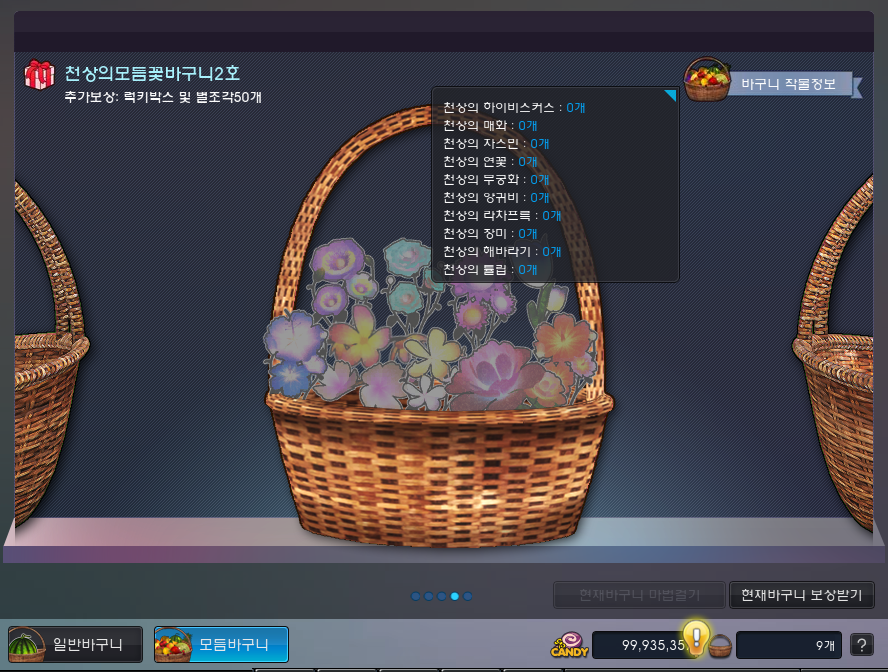 천상의모듬꽃바구니2호
추가보상: 럭키박스 및 별조각50개
바구니 작물정보
천상의 하이비스커스 : 0개
천상의 매화 : 0개
천상의 자스민 : 0개
천상의 연꽃 : 0개
천상의 무궁화 : 0개
천상의 양귀비 : 0개
천상의 라차프륵 : 0개
천상의 장미 : 0개
천상의 해바라기 : 0개
천상의 튤립 : 0개
현재바구니 마법걸기
현재바구니 보상받기
일반바구니
모듬바구니
CANDY
99,935,35
9개
?